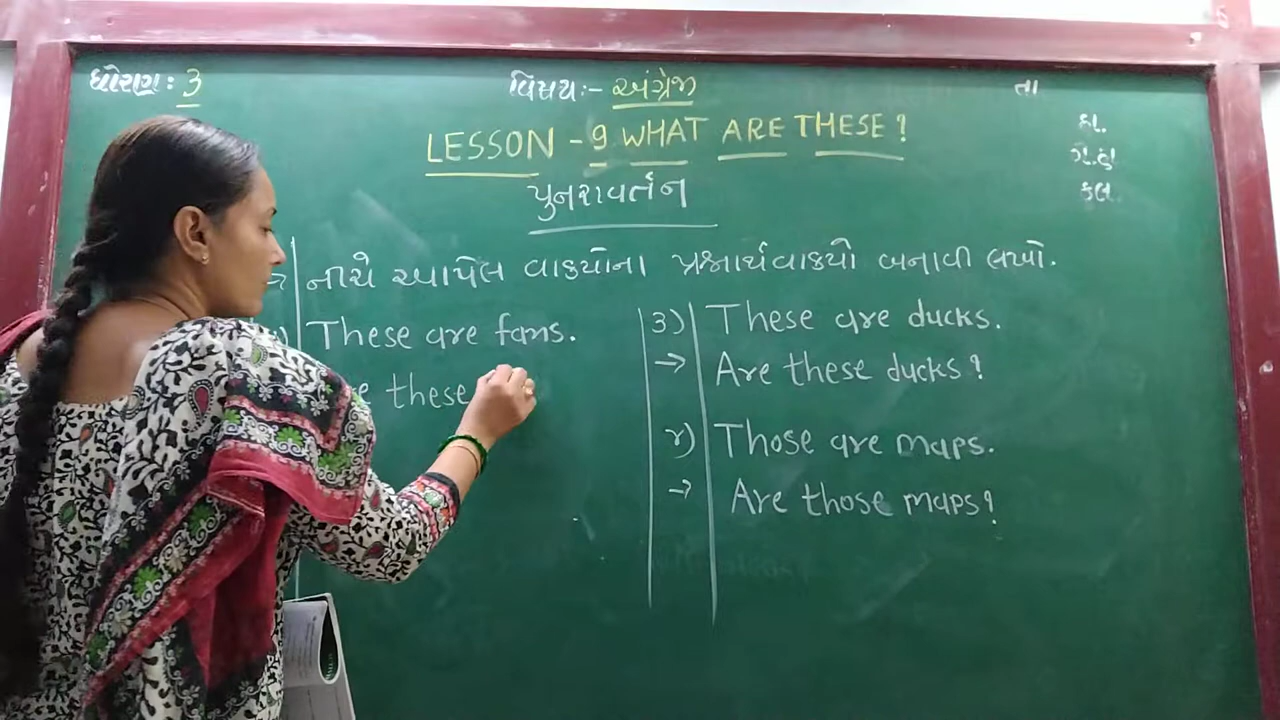 ધોરણ : 3
વિષય :- અંગ્રેજી
તા
હા.
ગે.હા
કુલ
LESSON - 9 WHAT ARE THESE?
પુનરાવર્તન
નીચે આપેલ વાક્યોના પ્રશ્નાર્થવાકયો બનાવી લખો.
These are fans.
these
3) These are ducks.
→ Are these ducks?
૪) Those are maps.
→ Are those maps?